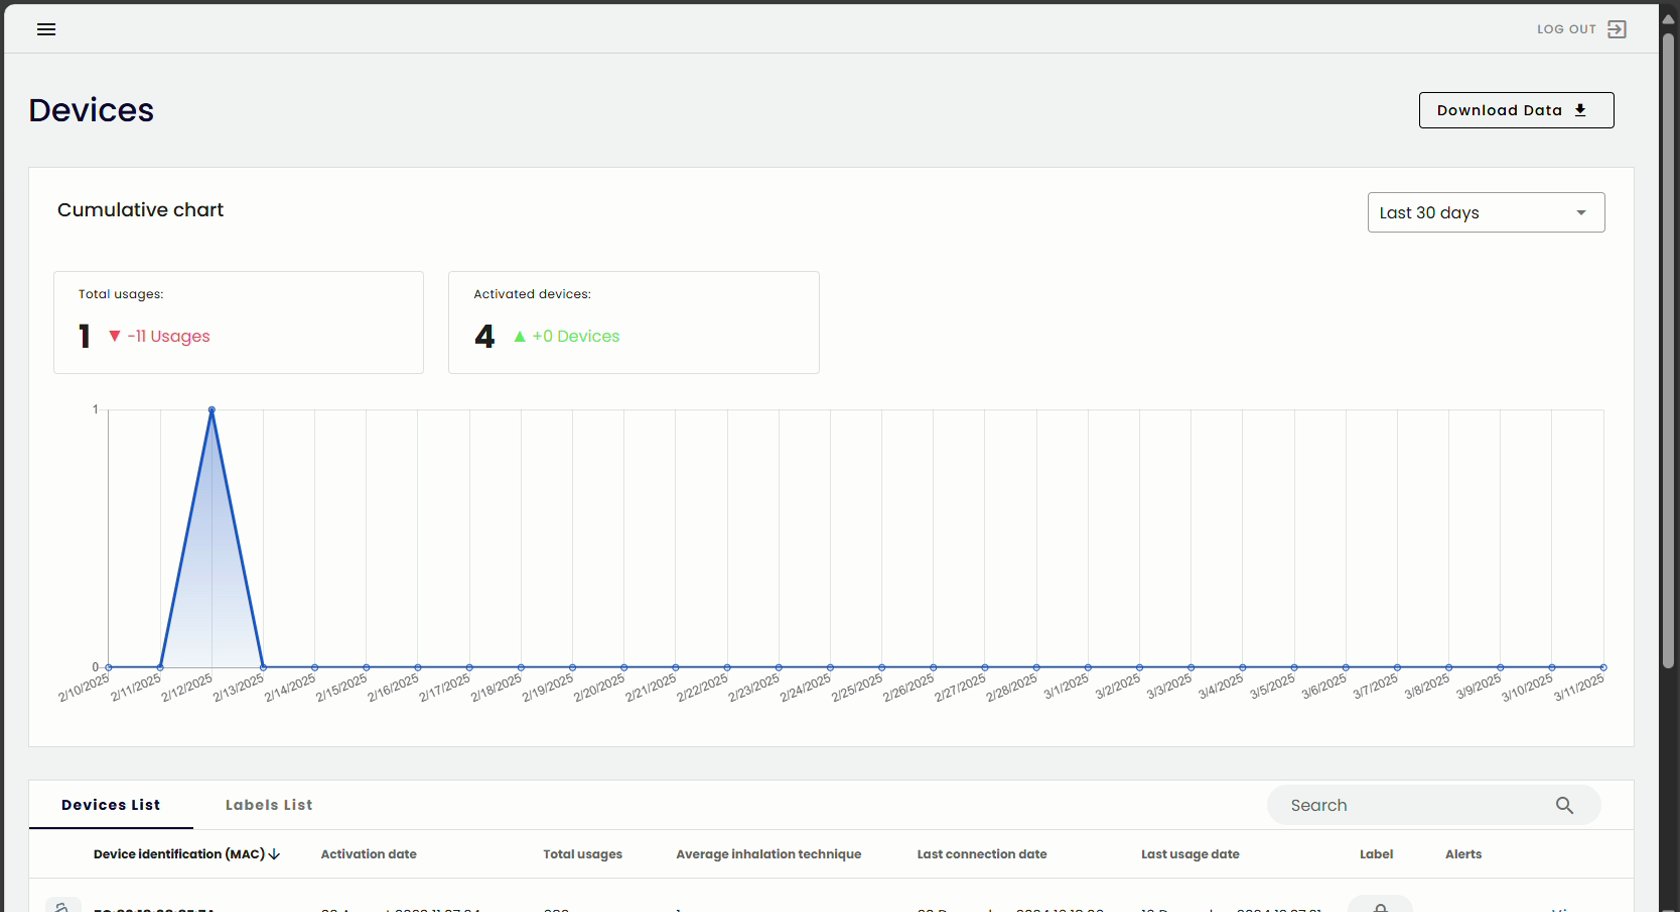 LOG OUT
Devices
Download Data
Cumulative chart
Last 30 days
Total usages:
1 ▼ -11 Usages
Activated devices:
4 ▲ +0 Devices
1
0
2/10/2025 2/11/2025 2/12/2025 2/13/2025 2/14/2025 2/15/2025 2/16/2025 2/17/2025 2/18/2025 2/19/2025 2/20/2025 2/21/2025 2/22/2025 2/23/2025 2/24/2025 2/25/2025 2/26/2025 2/27/2025 2/28/2025 3/1/2025 3/2/2025 3/3/2025 3/4/2025 3/5/2025 3/6/2025 3/7/2025 3/8/2025 3/9/2025 3/10/2025 3/11/2025
Devices List Labels List Search
Device identification (MAC) Activation date Total usages Average inhalation technique Last connection date Last usage date Label Alerts